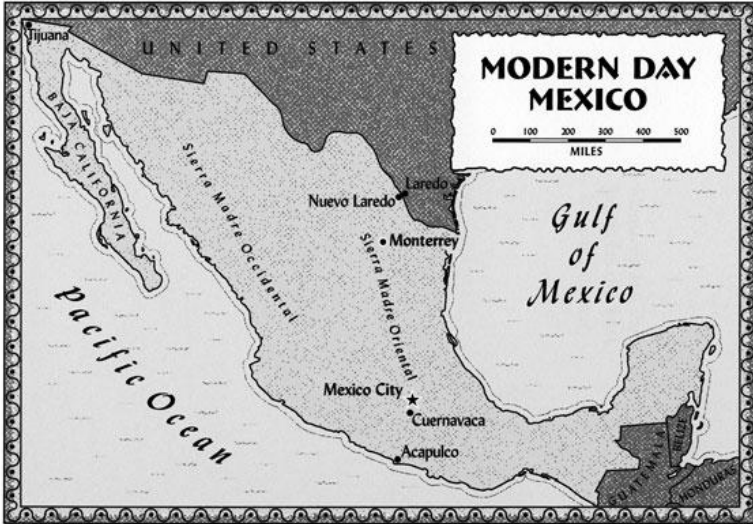 Tijuana
UNITED STATES
MODERN DAY
MEXICO
0 100 200 300 400 500
MILES
BAJA CALIFORNIA
Sierra Madre Occidental
Laredo
Nuevo Laredo
Monterrey
Sierra Madre Oriental
Gulf
of
Mexico
Pacific Ocean
Mexico City
Cuernavaca
Acapulco
BELIZE
GUATEMALA
HONDURAS